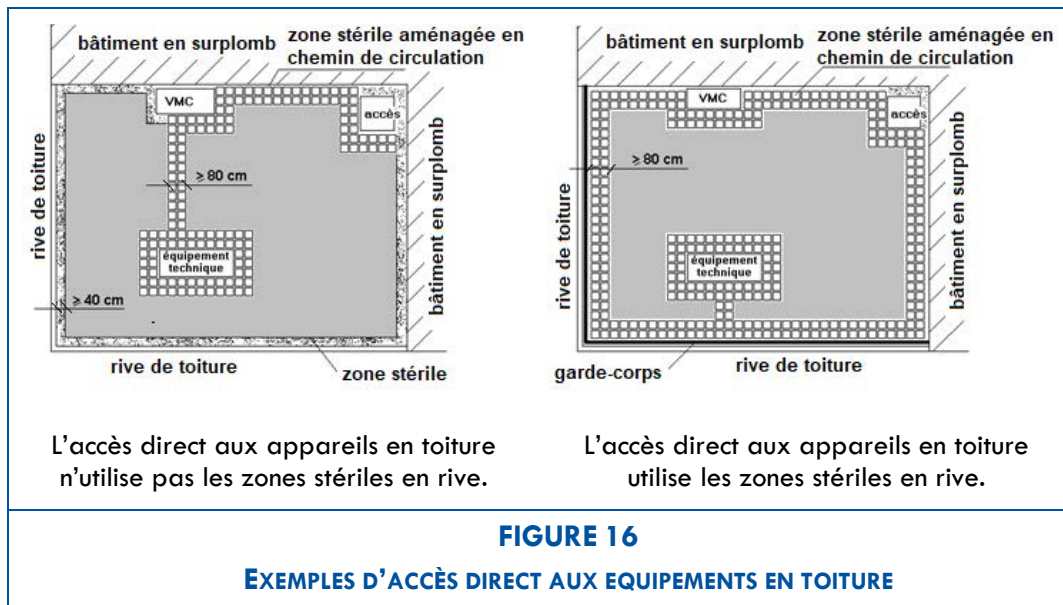 bâtiment en surplomb
zone stérile aménagée en
chemin de circulation
VMC
accès
rive de toiture
≥ 80 cm
bâtiment en surplomb
équipement
technique
≥ 40 cm
rive de toiture
zone stérile
L'accès direct aux appareils en toiture
n'utilise pas les zones stériles en rive.
bâtiment en surplomb
zone stérile aménagée en
chemin de circulation
VMC
accès
rive de toiture
≥ 80 cm
bâtiment en surplomb
équipement
technique
garde-corps
rive de toiture
L'accès direct aux appareils en toiture
utilise les zones stériles en rive.
FIGURE 16
EXEMPLES D'ACCÈS DIRECT AUX EQUIPEMENTS EN TOITURE